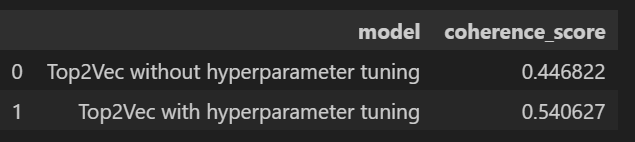 model coherence_score
0 Top2Vec without hyperparameter tuning 0.446822
1 Top2Vec with hyperparameter tuning 0.540627